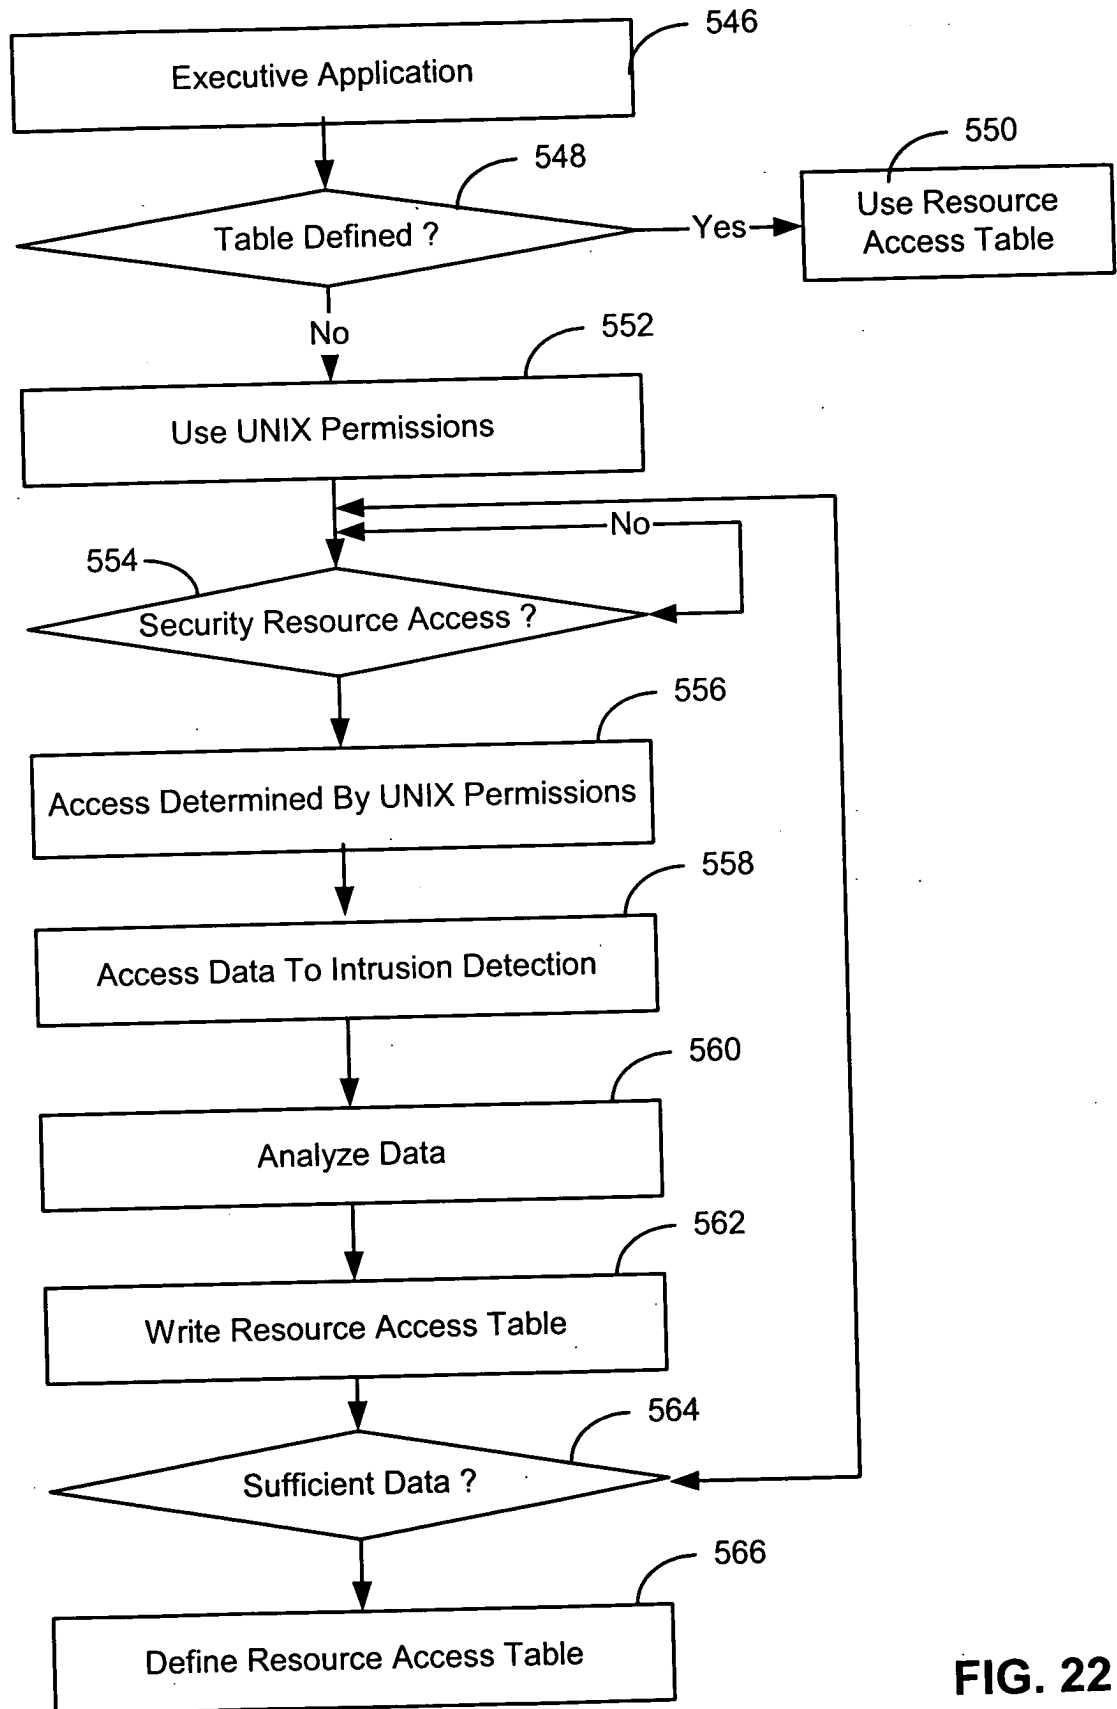 546
Executive Application
548
550
Table Defined ?
Yes
Use Resource
Access Table
No
552
Use UNIX Permissions
No
554
Security Resource Access ?
556
Access Determined By UNIX Permissions
558
Access Data To Intrusion Detection
560
Analyze Data
562
Write Resource Access Table
564
Sufficient Data ?
566
Define Resource Access Table
FIG. 22